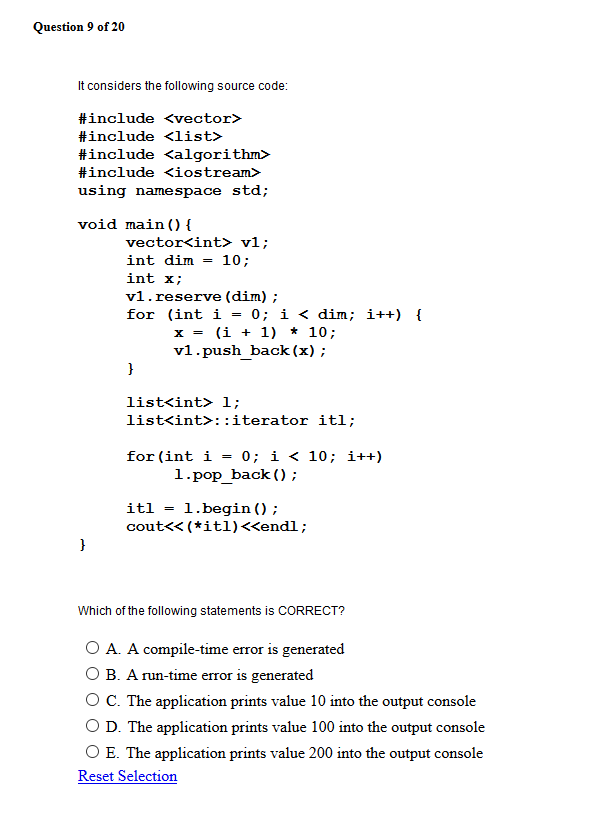 Question 9 of 20
It considers the following source code:
#include <vector>
#include <list>
#include <algorithm>
#include <iostream>
using namespace std;
void main(){
vector<int> v1;
int dim = 10;
int x;
v1.reserve(dim);
for (int i = 0; i < dim; i++) {
x = (i + 1) * 10;
v1.push_back(x);
}
list<int> l;
list<int>::iterator itl;
for(int i = 0; i < 10; i++)
l.pop_back();
itl = l.begin();
cout<<(*itl)<<endl;
}
Which of the following statements is CORRECT?
A. A compile-time error is generated
B. A run-time error is generated
C. The application prints value 10 into the output console
D. The application prints value 100 into the output console
E. The application prints value 200 into the output console
Reset Selection